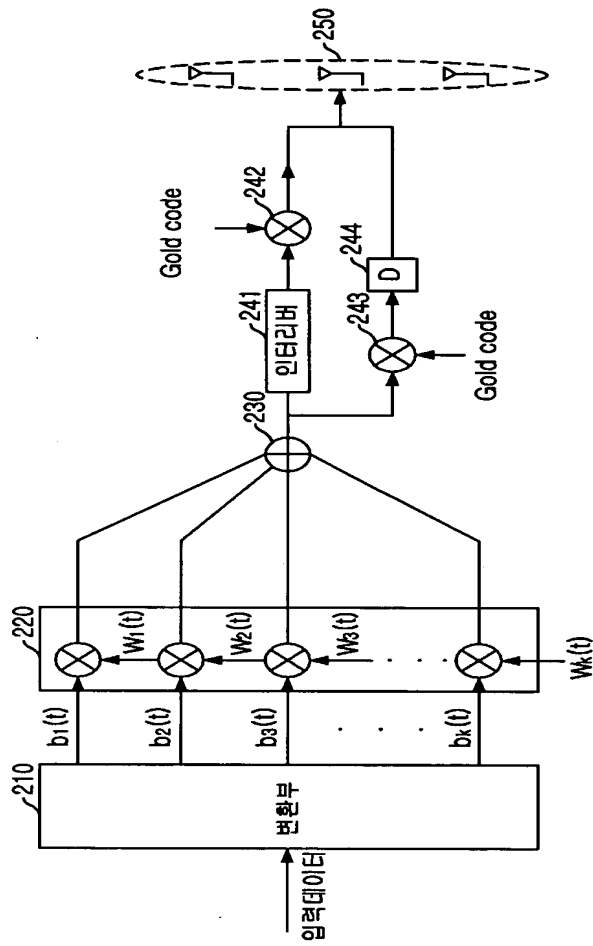 입력데이터
210
변환부
b1(t)
b2(t)
b3(t)
. . . .
bk(t)
220
W1(t)
W2(t)
W3(t)
. . . .
Wk(t)
230
241
인터리버
Gold code
242
243
Gold code
244
D
250